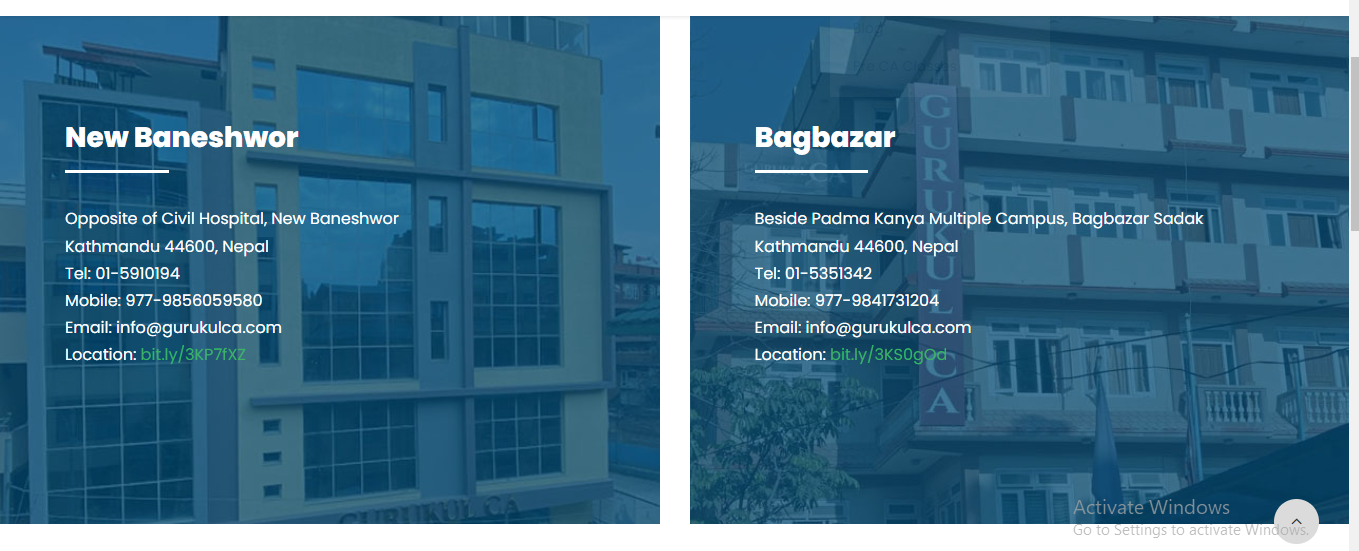 New Baneshwor
Opposite of Civil Hospital, New Baneshwor
Kathmandu 44600, Nepal
Tel: 01-5910194
Mobile: 977-9856059580
Email: info@gurukulca.com
Location: bit.ly/3KP7fXZ
GURUKUL CA
Bagbazar
Beside Padma Kanya Multiple Campus, Bagbazar Sadak
Kathmandu 44600, Nepal
Tel: 01-5351342
Mobile: 977-9841731204
Email: info@gurukulca.com
Location: bit.ly/3KS0gOd
GURUKUL CA
Activate Windows
Go to Settings to activate Windows.